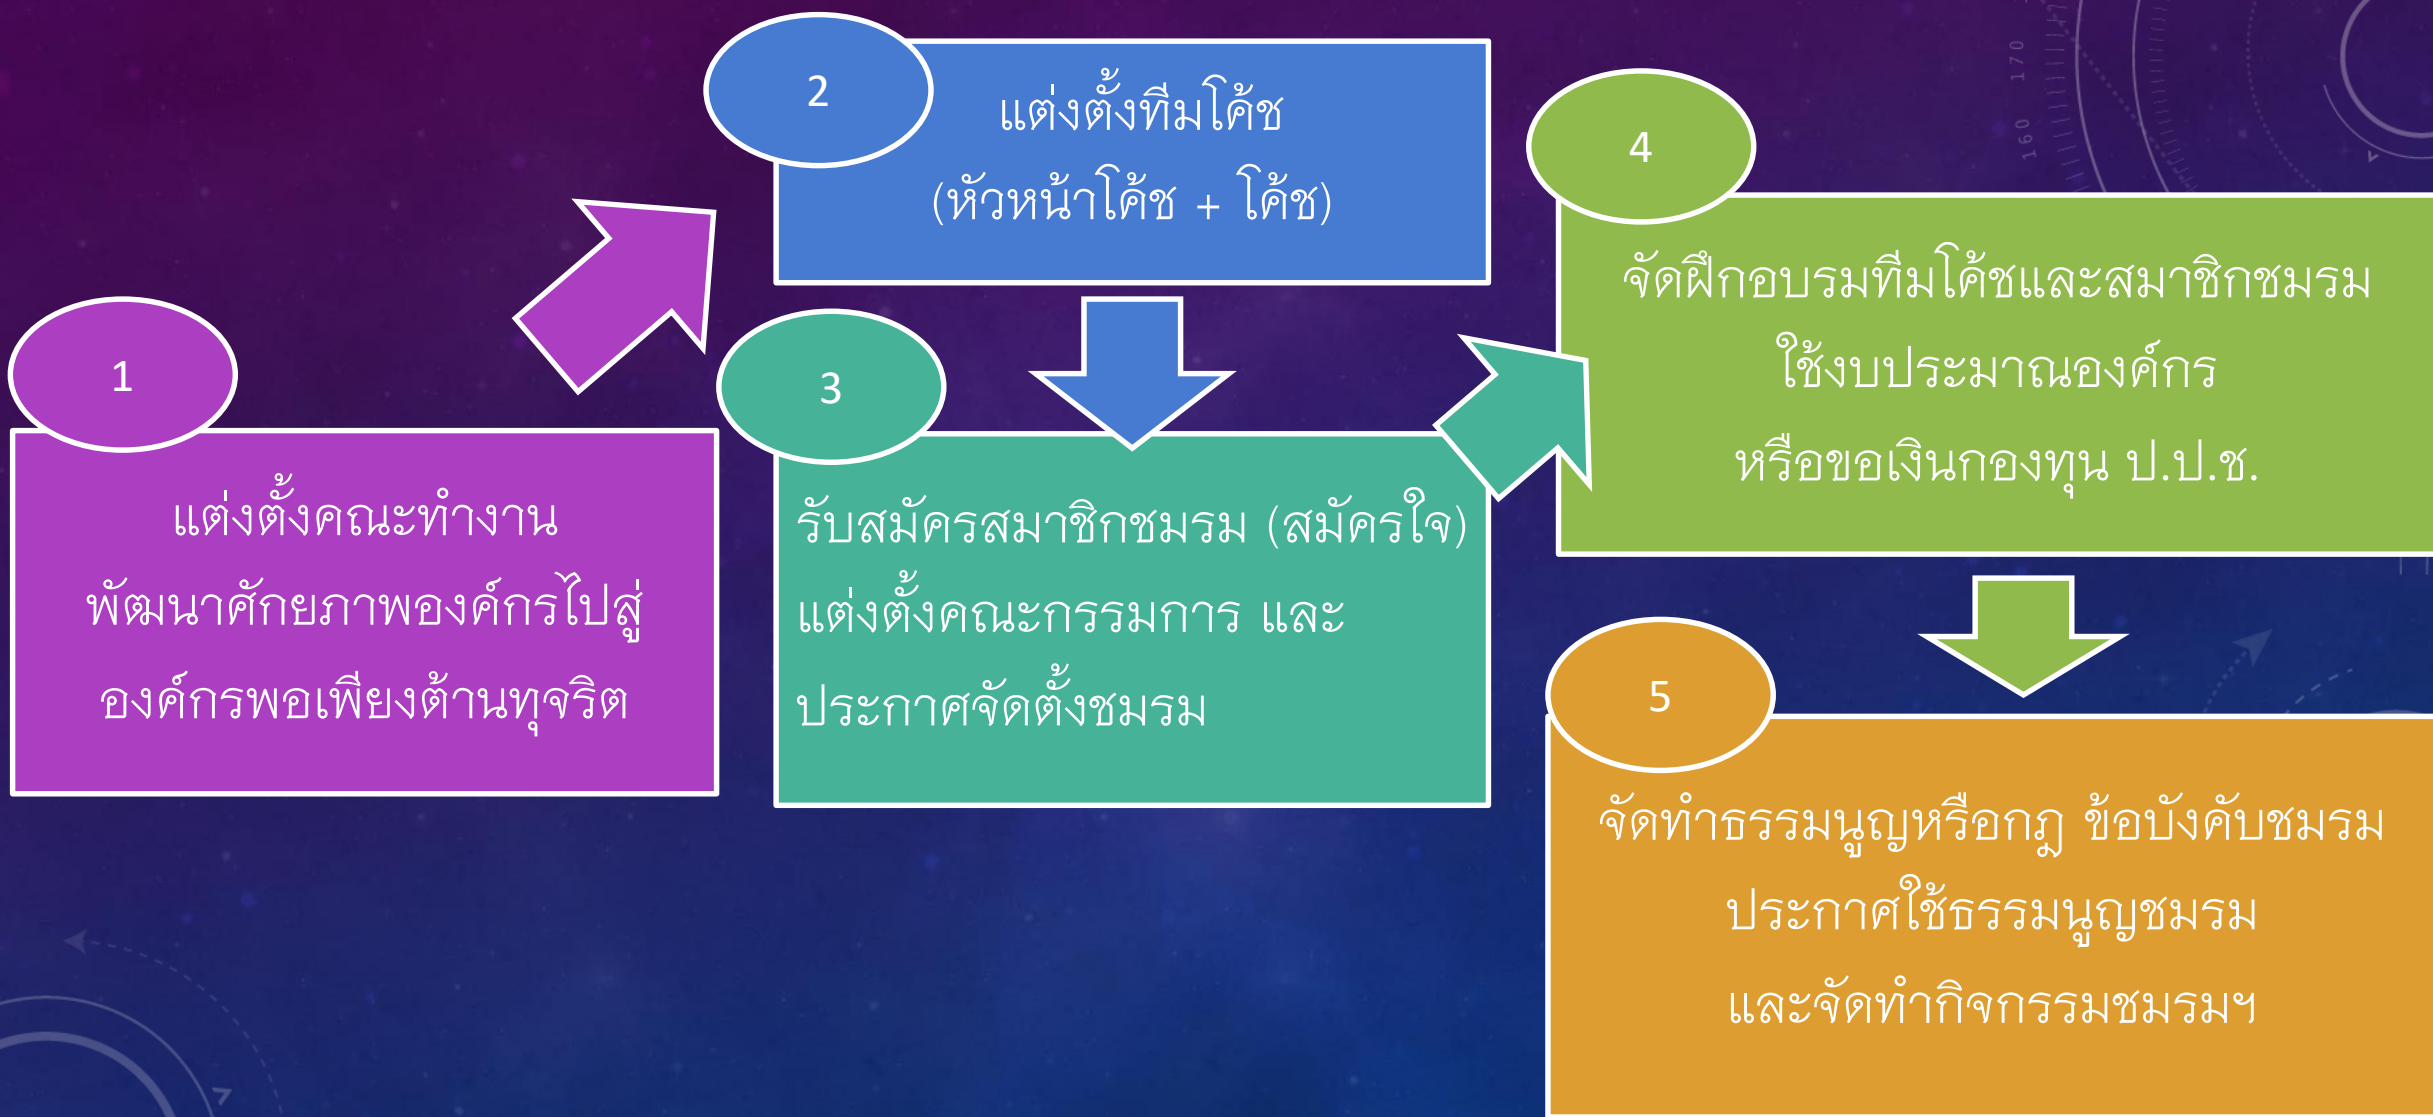 1
แต่งตั้งคณะทำงาน
พัฒนาศักยภาพองค์กรไปสู่
องค์กรพอเพียงต้านทุจริต
2
แต่งตั้งทีมโค้ช
(หัวหน้าโค้ช + โค้ช)
3
รับสมัครสมาชิกชมรม (สมัครใจ)
แต่งตั้งคณะกรรมการ และ
ประกาศจัดตั้งชมรม
4
จัดฝึกอบรมทีมโค้ชและสมาชิกชมรม
ใช้งบประมาณองค์กร
หรือขอเงินกองทุน ป.ป.ช.
5
จัดทำธรรมนูญหรือกฎ ข้อบังคับชมรม
ประกาศใช้ธรรมนูญชมรม
และจัดทำกิจกรรมชมรมฯ
160 170